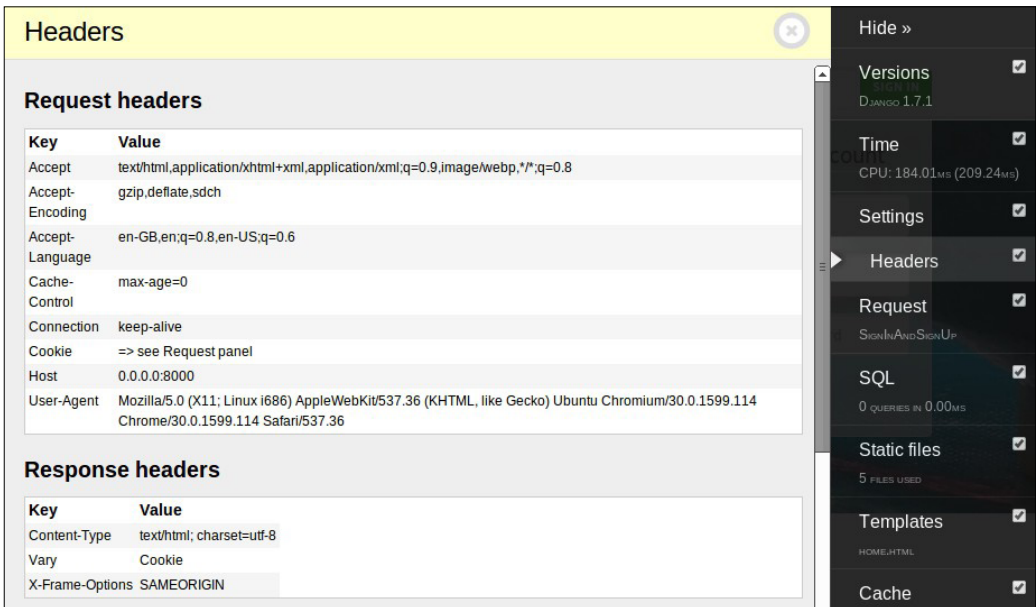 Headers
Request headers
Key Value
Accept text/html,application/xhtml+xml,application/xml;q=0.9,image/webp,*/*;q=0.8
Accept- gzip,deflate,sdch
Encoding
Accept- en-GB,en;q=0.8,en-US;q=0.6
Language
Cache- max-age=0
Control
Connection keep-alive
Cookie => see Request panel
Host 0.0.0.0:8000
User-Agent Mozilla/5.0 (X11; Linux i686) AppleWebKit/537.36 (KHTML, like Gecko) Ubuntu Chromium/30.0.1599.114
Chrome/30.0.1599.114 Safari/537.36
Response headers
Key Value
Content-Type text/html; charset=utf-8
Vary Cookie
X-Frame-Options SAMEORIGIN
Hide »
Versions
SIGN IN
Django 1.7.1
Time
count
CPU: 184.01ms (209.24ms)
Settings
Headers
Request
SignInAndSignUp
SQL
0 queries in 0.00ms
Static files
5 files used
Templates
home.html
Cache